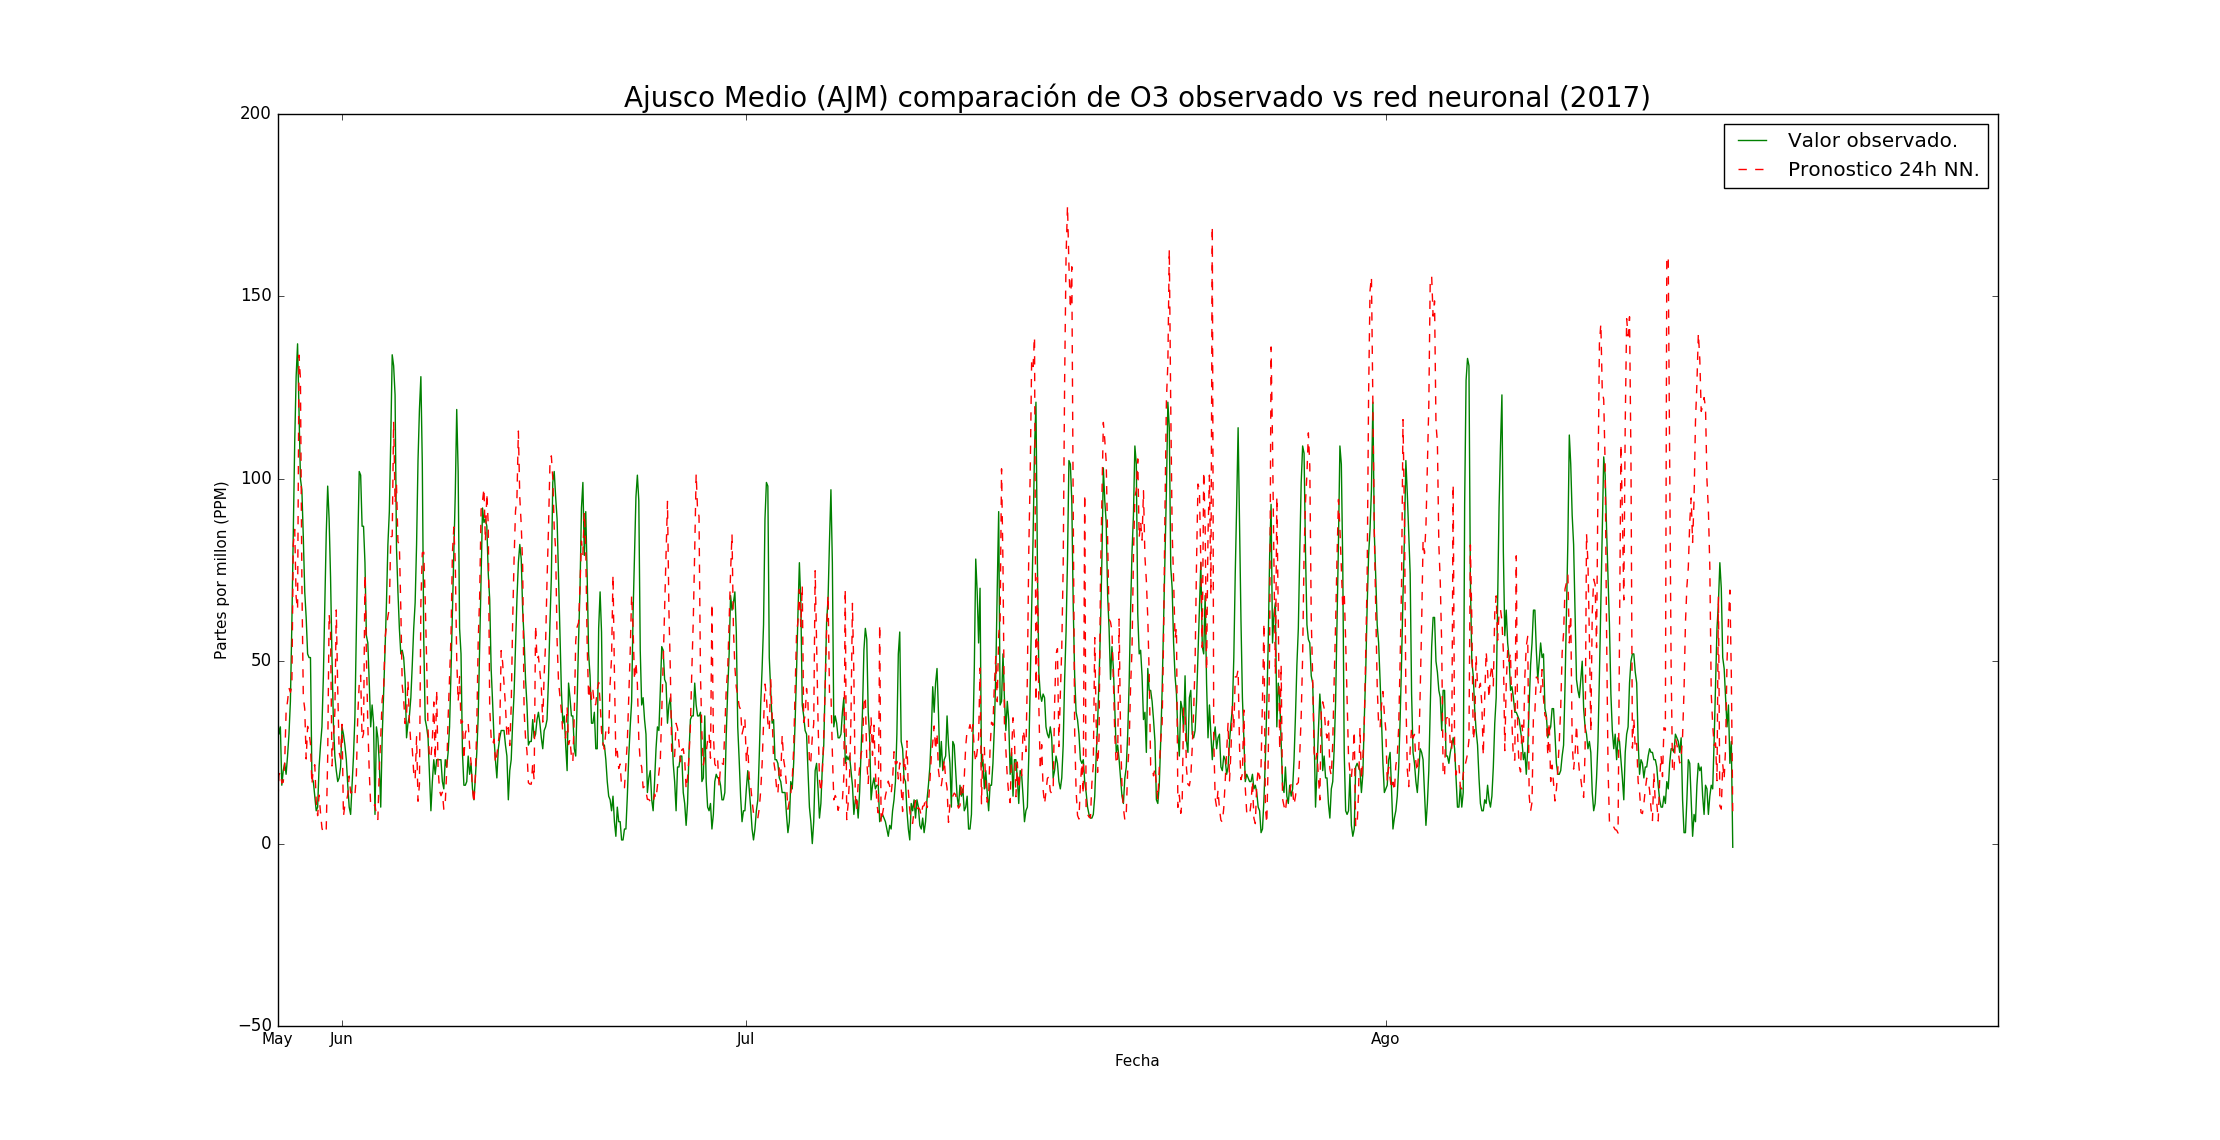 Ajusco Medio (AJM) comparación de O3 observado vs red neuronal (2017)
Valor observado.
Pronostico 24h NN.
200
150
100
50
0
−50
Partes por millon (PPM)
May Jun Jul Ago
Fecha